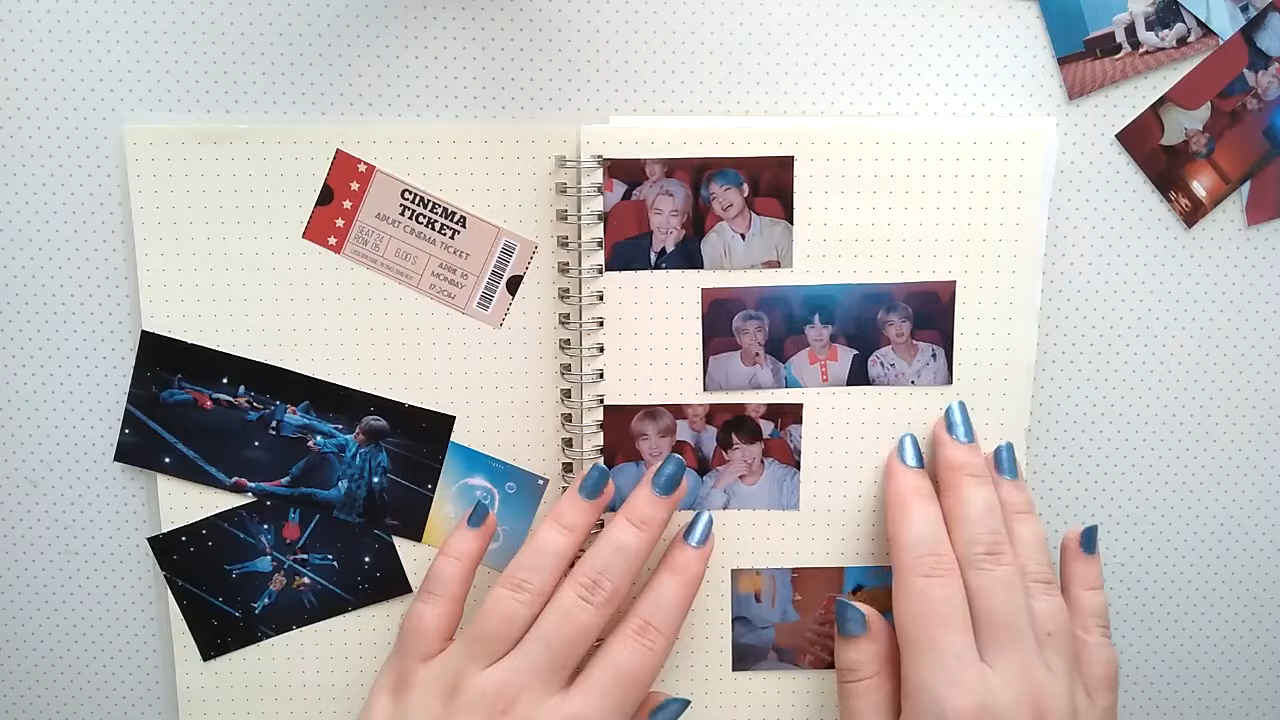 CINEMA
TICKET
ADULT CINEMA TICKET
SEAT 24
ROW 05
6.00 $
APRIL 16
MONDAY
17:20H